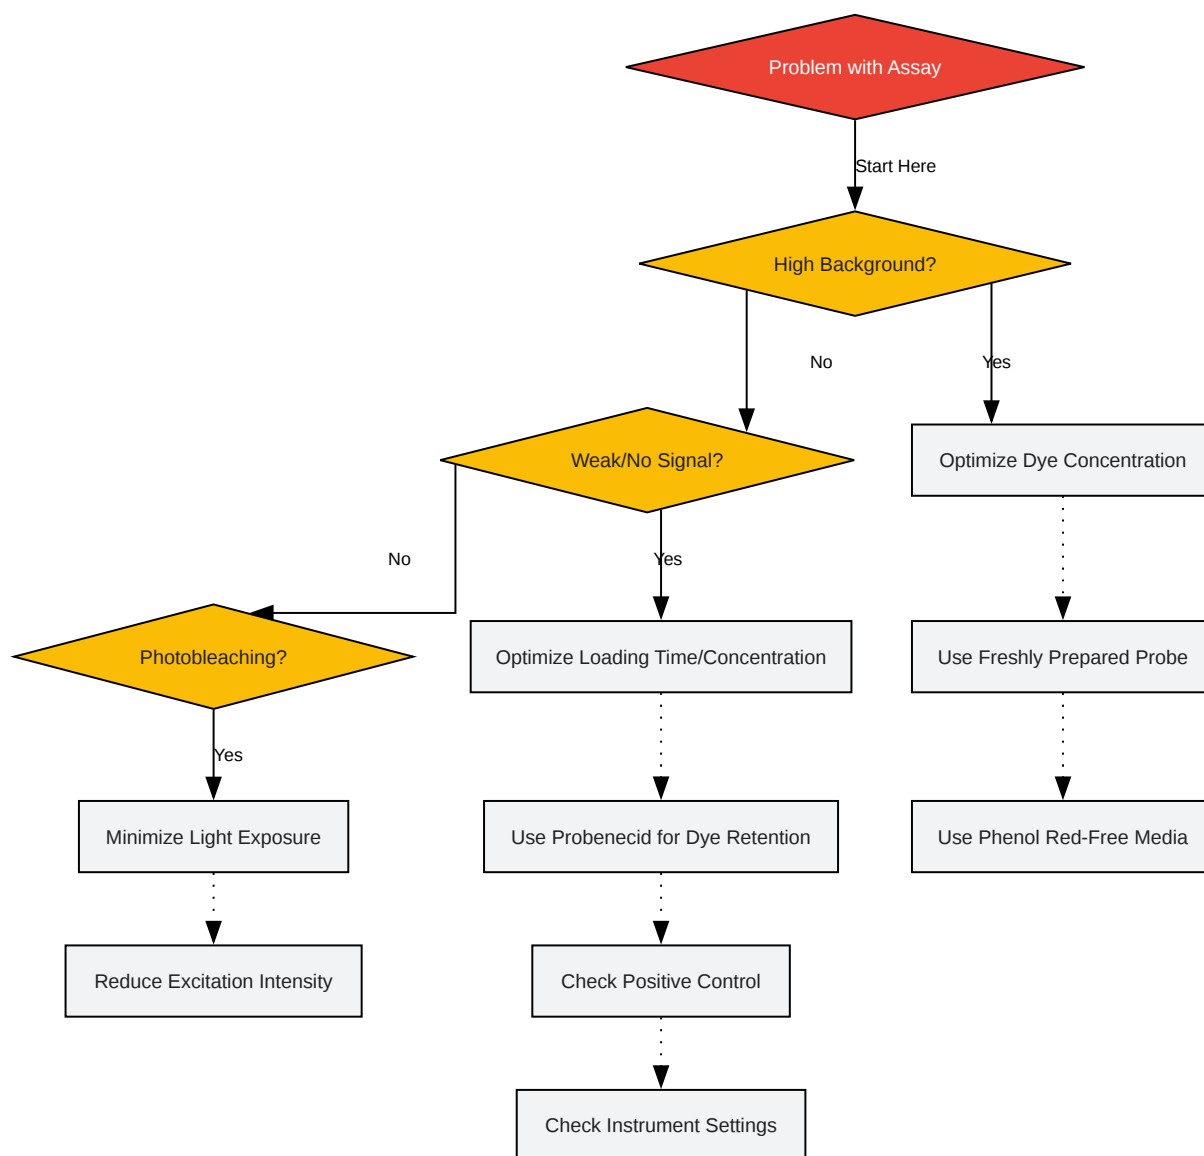 Problem with Assay
Start Here
High Background?
No
Yes
Weak/No Signal?
Optimize Dye Concentration
No
Yes
Photobleaching?
Optimize Loading Time/Concentration
Use Freshly Prepared Probe
Yes
Minimize Light Exposure
Use Probenecid for Dye Retention
Use Phenol Red-Free Media
Reduce Excitation Intensity
Check Positive Control
Check Instrument Settings